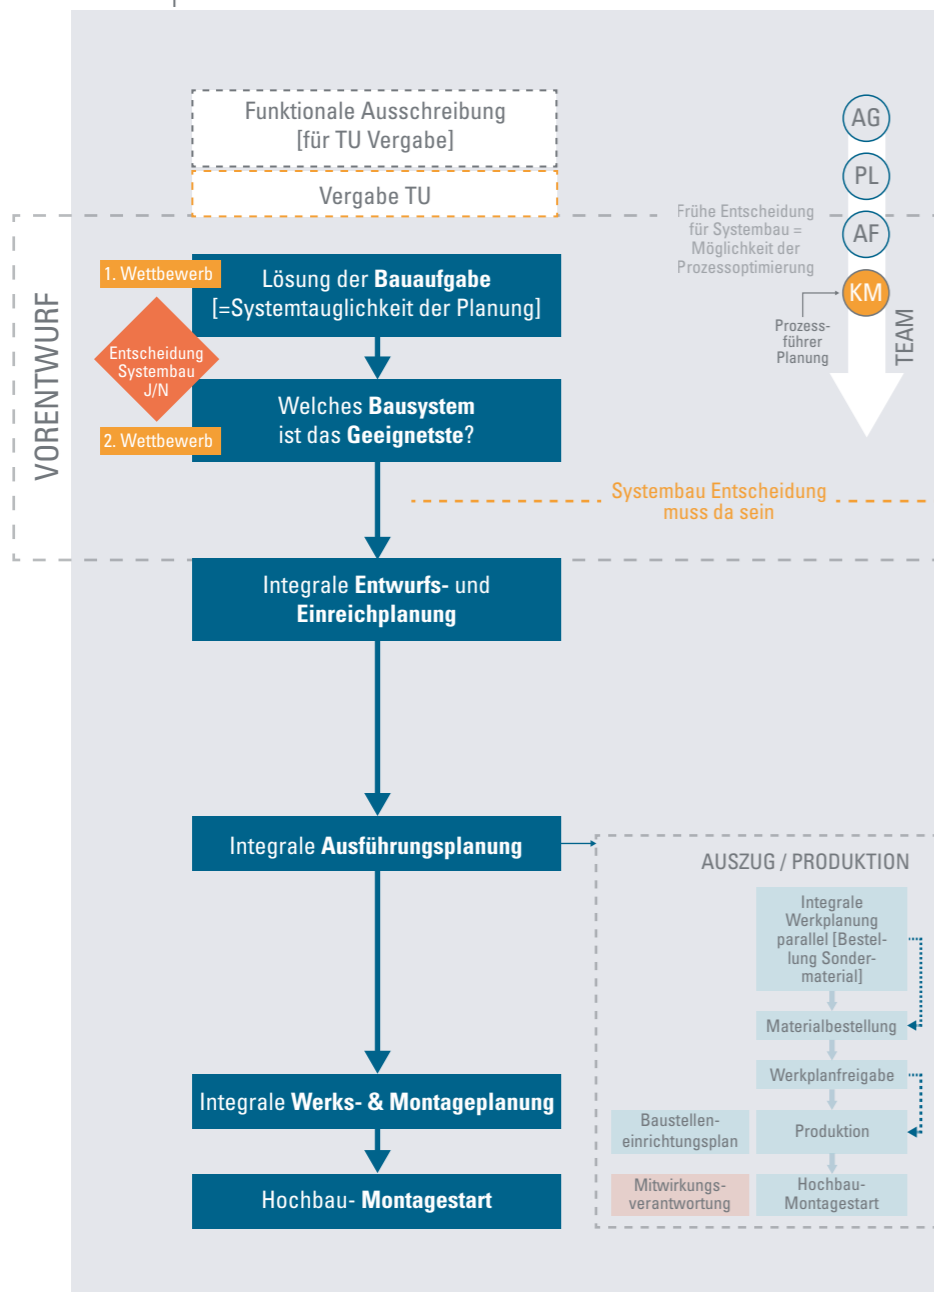 Funktionale Ausschreibung
[für TU Vergabe]
Vergabe TU
AG
PL
AF
KM
TEAM
Frühe Entscheidung
für Systembau =
Möglichkeit der
Prozessoptimierung
Prozess-
führer
Planung
VORENTWURF
1. Wettbewerb
Entscheidung
Systembau
J/N
2. Wettbewerb
Lösung der Bauaufgabe
[=Systemtauglichkeit der Planung]
Welches Bausystem
ist das Geeignetste?
Systembau Entscheidung
muss da sein
Integrale Entwurfs- und
Einreichplanung
Integrale Ausführungsplanung
Integrale Werks- & Montageplanung
Hochbau- Montagestart
AUSZUG / PRODUKTION
Integrale
Werkplanung
parallel [Bestel-
lung Sonder-
material]
Materialbestellung
Werkplanfreigabe
Baustellen-
einrichtungsplan
Produktion
Mitwirkungs-
verantwortung
Hochbau-
Montagestart